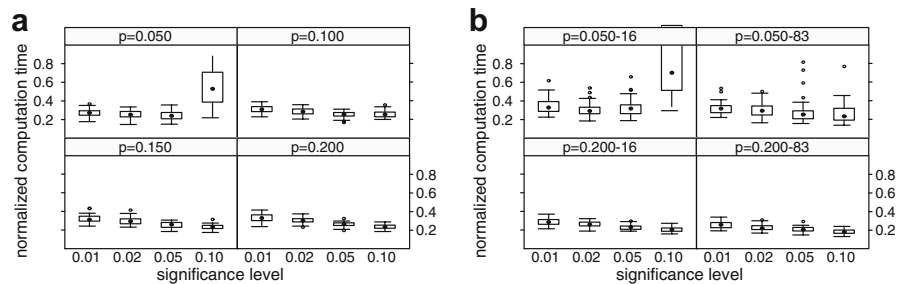 a
b
p=0.050
p=0.100
p=0.050-16
p=0.050-83
0.8
0.6
0.4
0.2
0.8
0.6
0.4
0.2
p=0.150
p=0.200
p=0.200-16
p=0.200-83
0.8
0.6
0.4
0.2
0.8
0.6
0.4
0.2
0.01 0.02 0.05 0.10
0.01 0.02 0.05 0.10
0.01 0.02 0.05 0.10
0.01 0.02 0.05 0.10
significance level
significance level
normalized computation time
normalized computation time